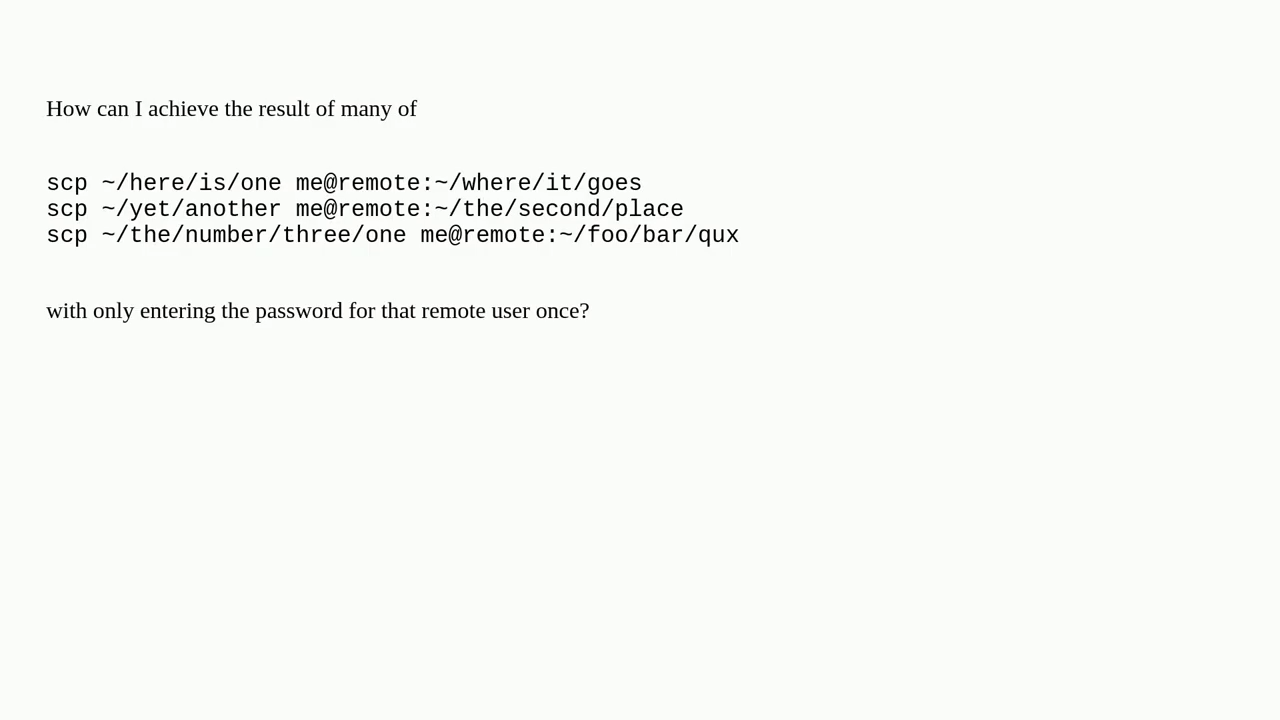 How can I achieve the result of many of
scp ~/here/is/one me@remote:~/where/it/goes
scp ~/yet/another me@remote:~/the/second/place
scp ~/the/number/three/one me@remote:~/foo/bar/qux
with only entering the password for that remote user once?